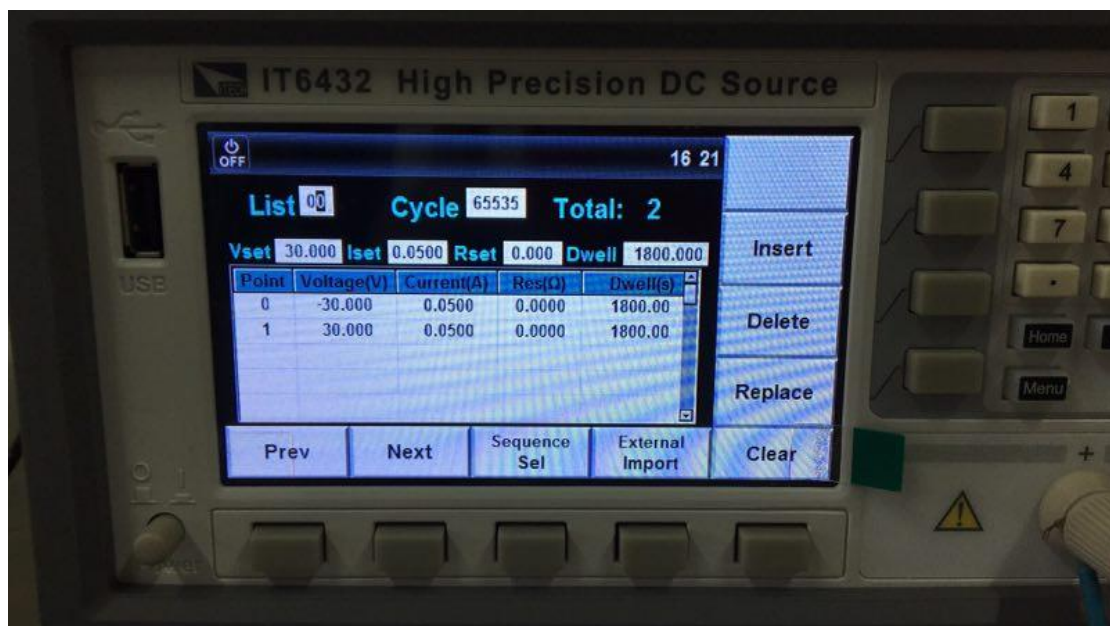 ITECH IT6432 High Precision DC Source
OFF
16 21
List 00 Cycle 65535 Total: 2
Vset 30.000 Iset 0.0500 Rset 0.000 Dwell 1800.000
Point Voltage(V) Current(A) Res(Ω) Dwell(s)
0 -30.000 0.0500 0.0000 1800.00
1 30.000 0.0500 0.0000 1800.00
Insert
Delete
Replace
Clear
Prev
Next
Sequence
Sel
External
Import
USB
1
4
7
.
Home
Menu
+
Power